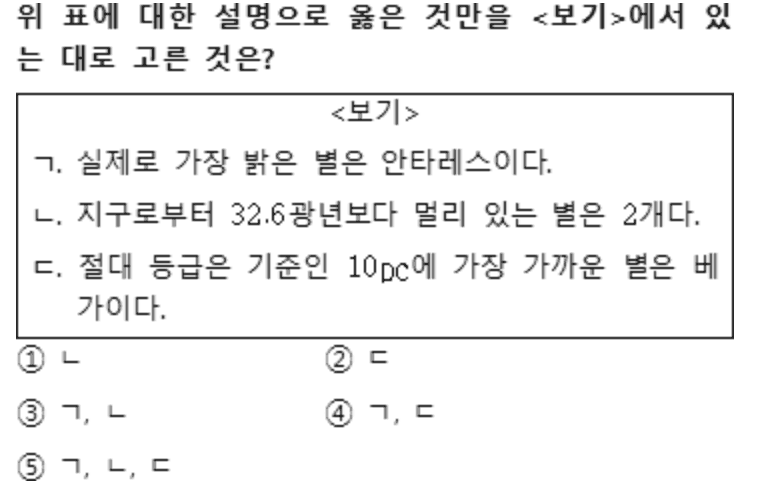 위 표에 대한 설명으로 옳은 것만을 <보기>에서 있
는 대로 고른 것은?
<보기>
ㄱ. 실제로 가장 밝은 별은 안타레스이다.
ㄴ. 지구로부터 32.6광년보다 멀리 있는 별은 2개다.
ㄷ. 절대 등급은 기준인 10pc에 가장 가까운 별은 베
가이다.
① ㄴ ② ㄷ
③ ㄱ, ㄴ ④ ㄱ, ㄷ
⑤ ㄱ, ㄴ, ㄷ